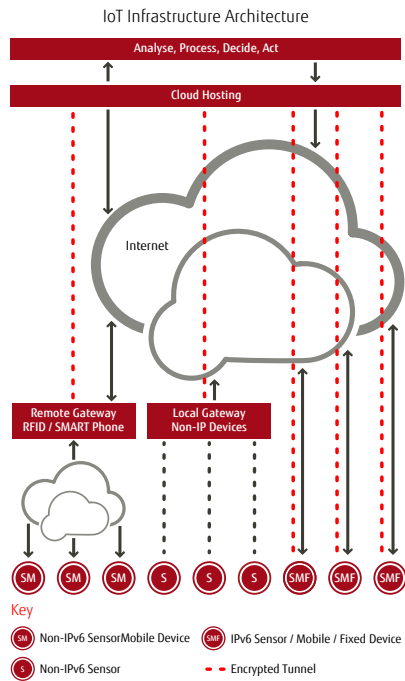 IoT Infrastructure Architecture
Analyse, Process, Decide, Act
Cloud Hosting
Internet
Remote Gateway
RFID / SMART Phone
Local Gateway
Non-IP Devices
SM SM SM S S S SMF SMF SMF
Key
SM Non-IPv6 SensorMobile Device
SMF IPv6 Sensor / Mobile / Fixed Device
S Non-IPv6 Sensor
Encrypted Tunnel